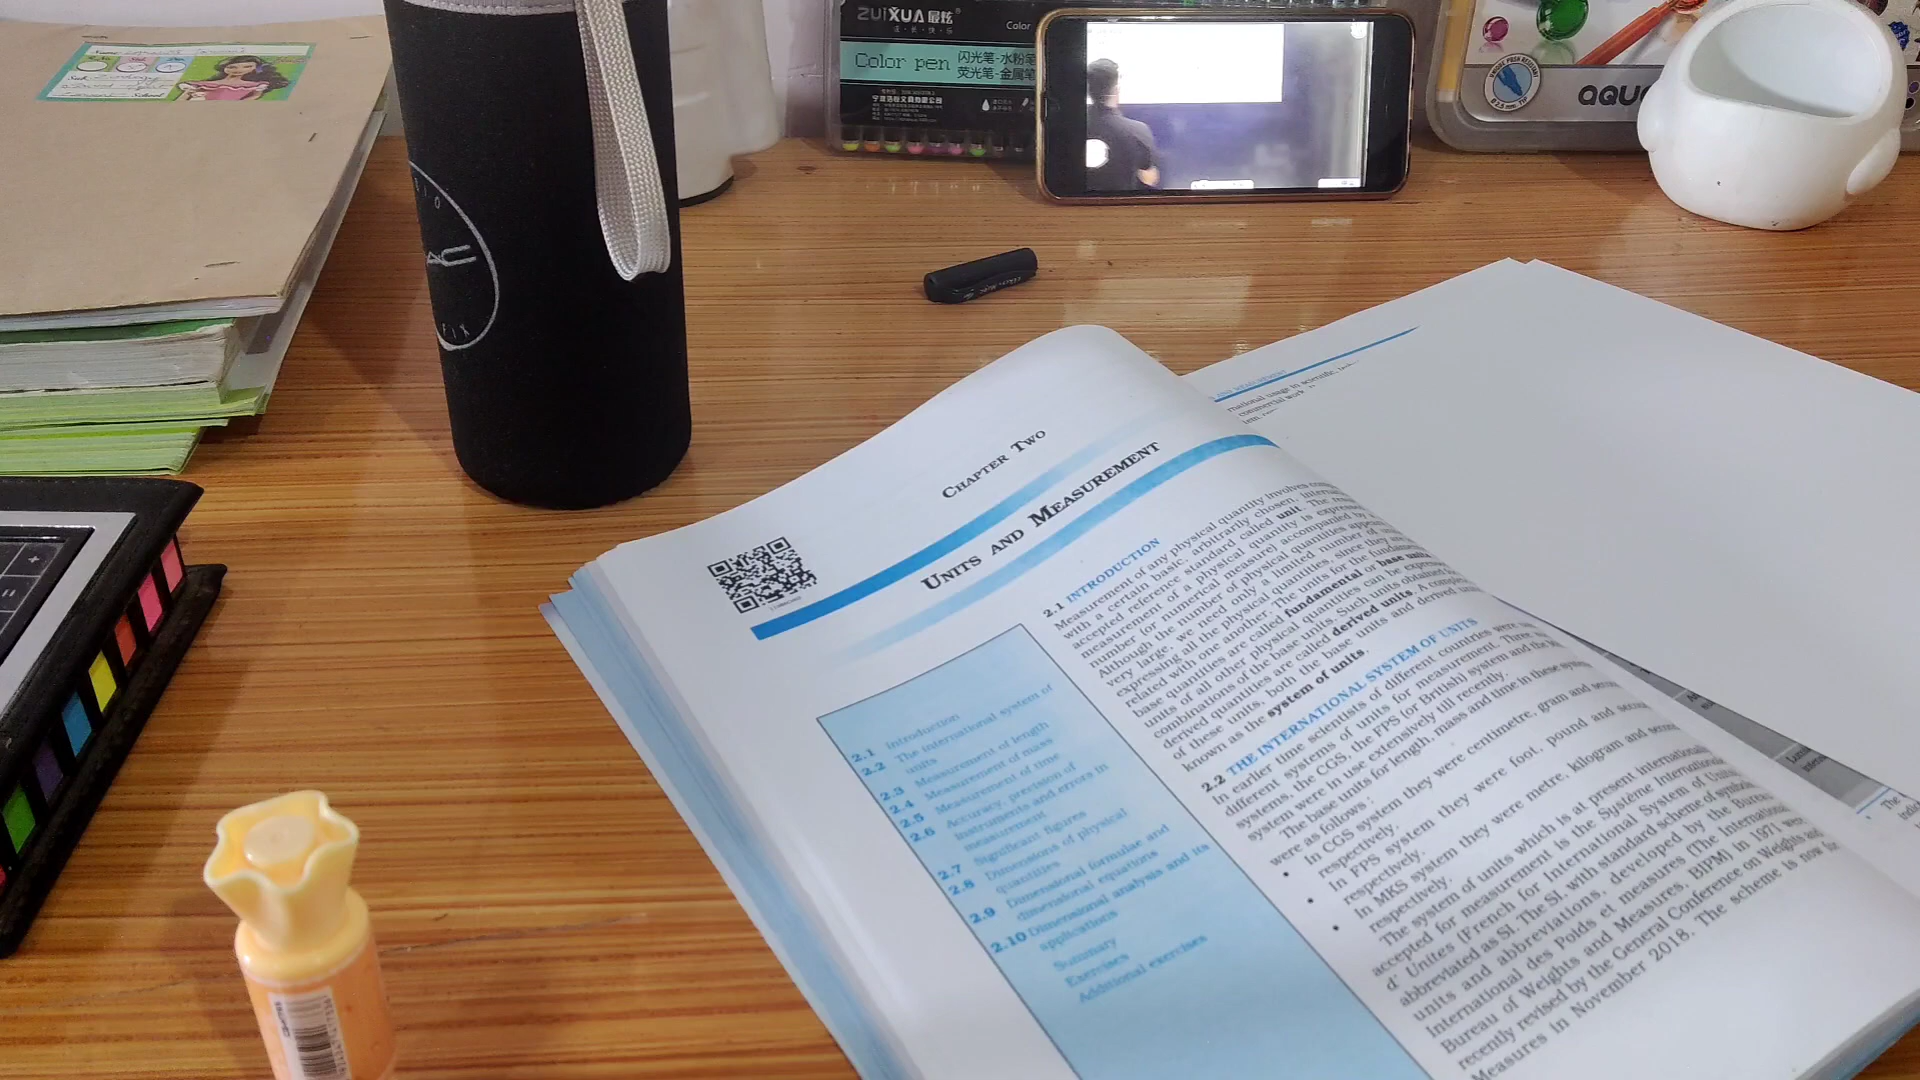 ZUIXUA 最炫®
Color
Color pen
闪光笔-水粉笔
荧光笔-金属笔
AQU
CHAPTER TWO
UNITS AND MEASUREMENT
2.1 INTRODUCTION
Measurement of any physical quantity involves
with a certain basic, arbitrarily chosen,
accepted reference standard called unit. The
measurement of a physical quantity is
number (or numerical measure) accompanied by
Although the number of physical quantities
very large, we need only a limited number of
expressing all the physical quantities, since they
related with one another. The units for the
base quantities are called fundamental or base
units of all other physical quantities can be
combinations of the base units. Such units obtained
derived quantities are called derived units. A
of these units, both the base units and derived
known as the system of units.
2.2 THE INTERNATIONAL SYSTEM OF UNITS
In earlier time scientists of different countries were
different systems of units for measurement. Three
systems, the CGS, the FPS (or British) system and the
system were in use extensively till recently.
The base units for length, mass and time in these
were as follows :
• In CGS system they were centimetre, gram and
respectively.
• In FPS system they were foot, pound and
respectively.
• In MKS system they were metre, kilogram and
respectively.
The system of units which is at present
accepted for measurement is the Système
d' Unites (French for International System of
abbreviated as SI. The SI, with standard scheme of
units and abbreviations, developed by the
International des Poids et measures (The International
Bureau of Weights and Measures, BIPM) in 1971 were
recently revised by the General Conference on Weights and
Measures in November 2018. The scheme is now for
2.1 Introduction
2.2 The international system of
units
2.3 Measurement of length
2.4 Measurement of mass
2.5 Measurement of time
2.6 Accuracy, precision of
instruments and errors in
measurement
2.7 Significant figures
2.8 Dimensions of physical
quantities
2.9 Dimensional formulae and
dimensional equations
2.10 Dimensional analysis and its
applications
Summary
Exercises
Additional exercises